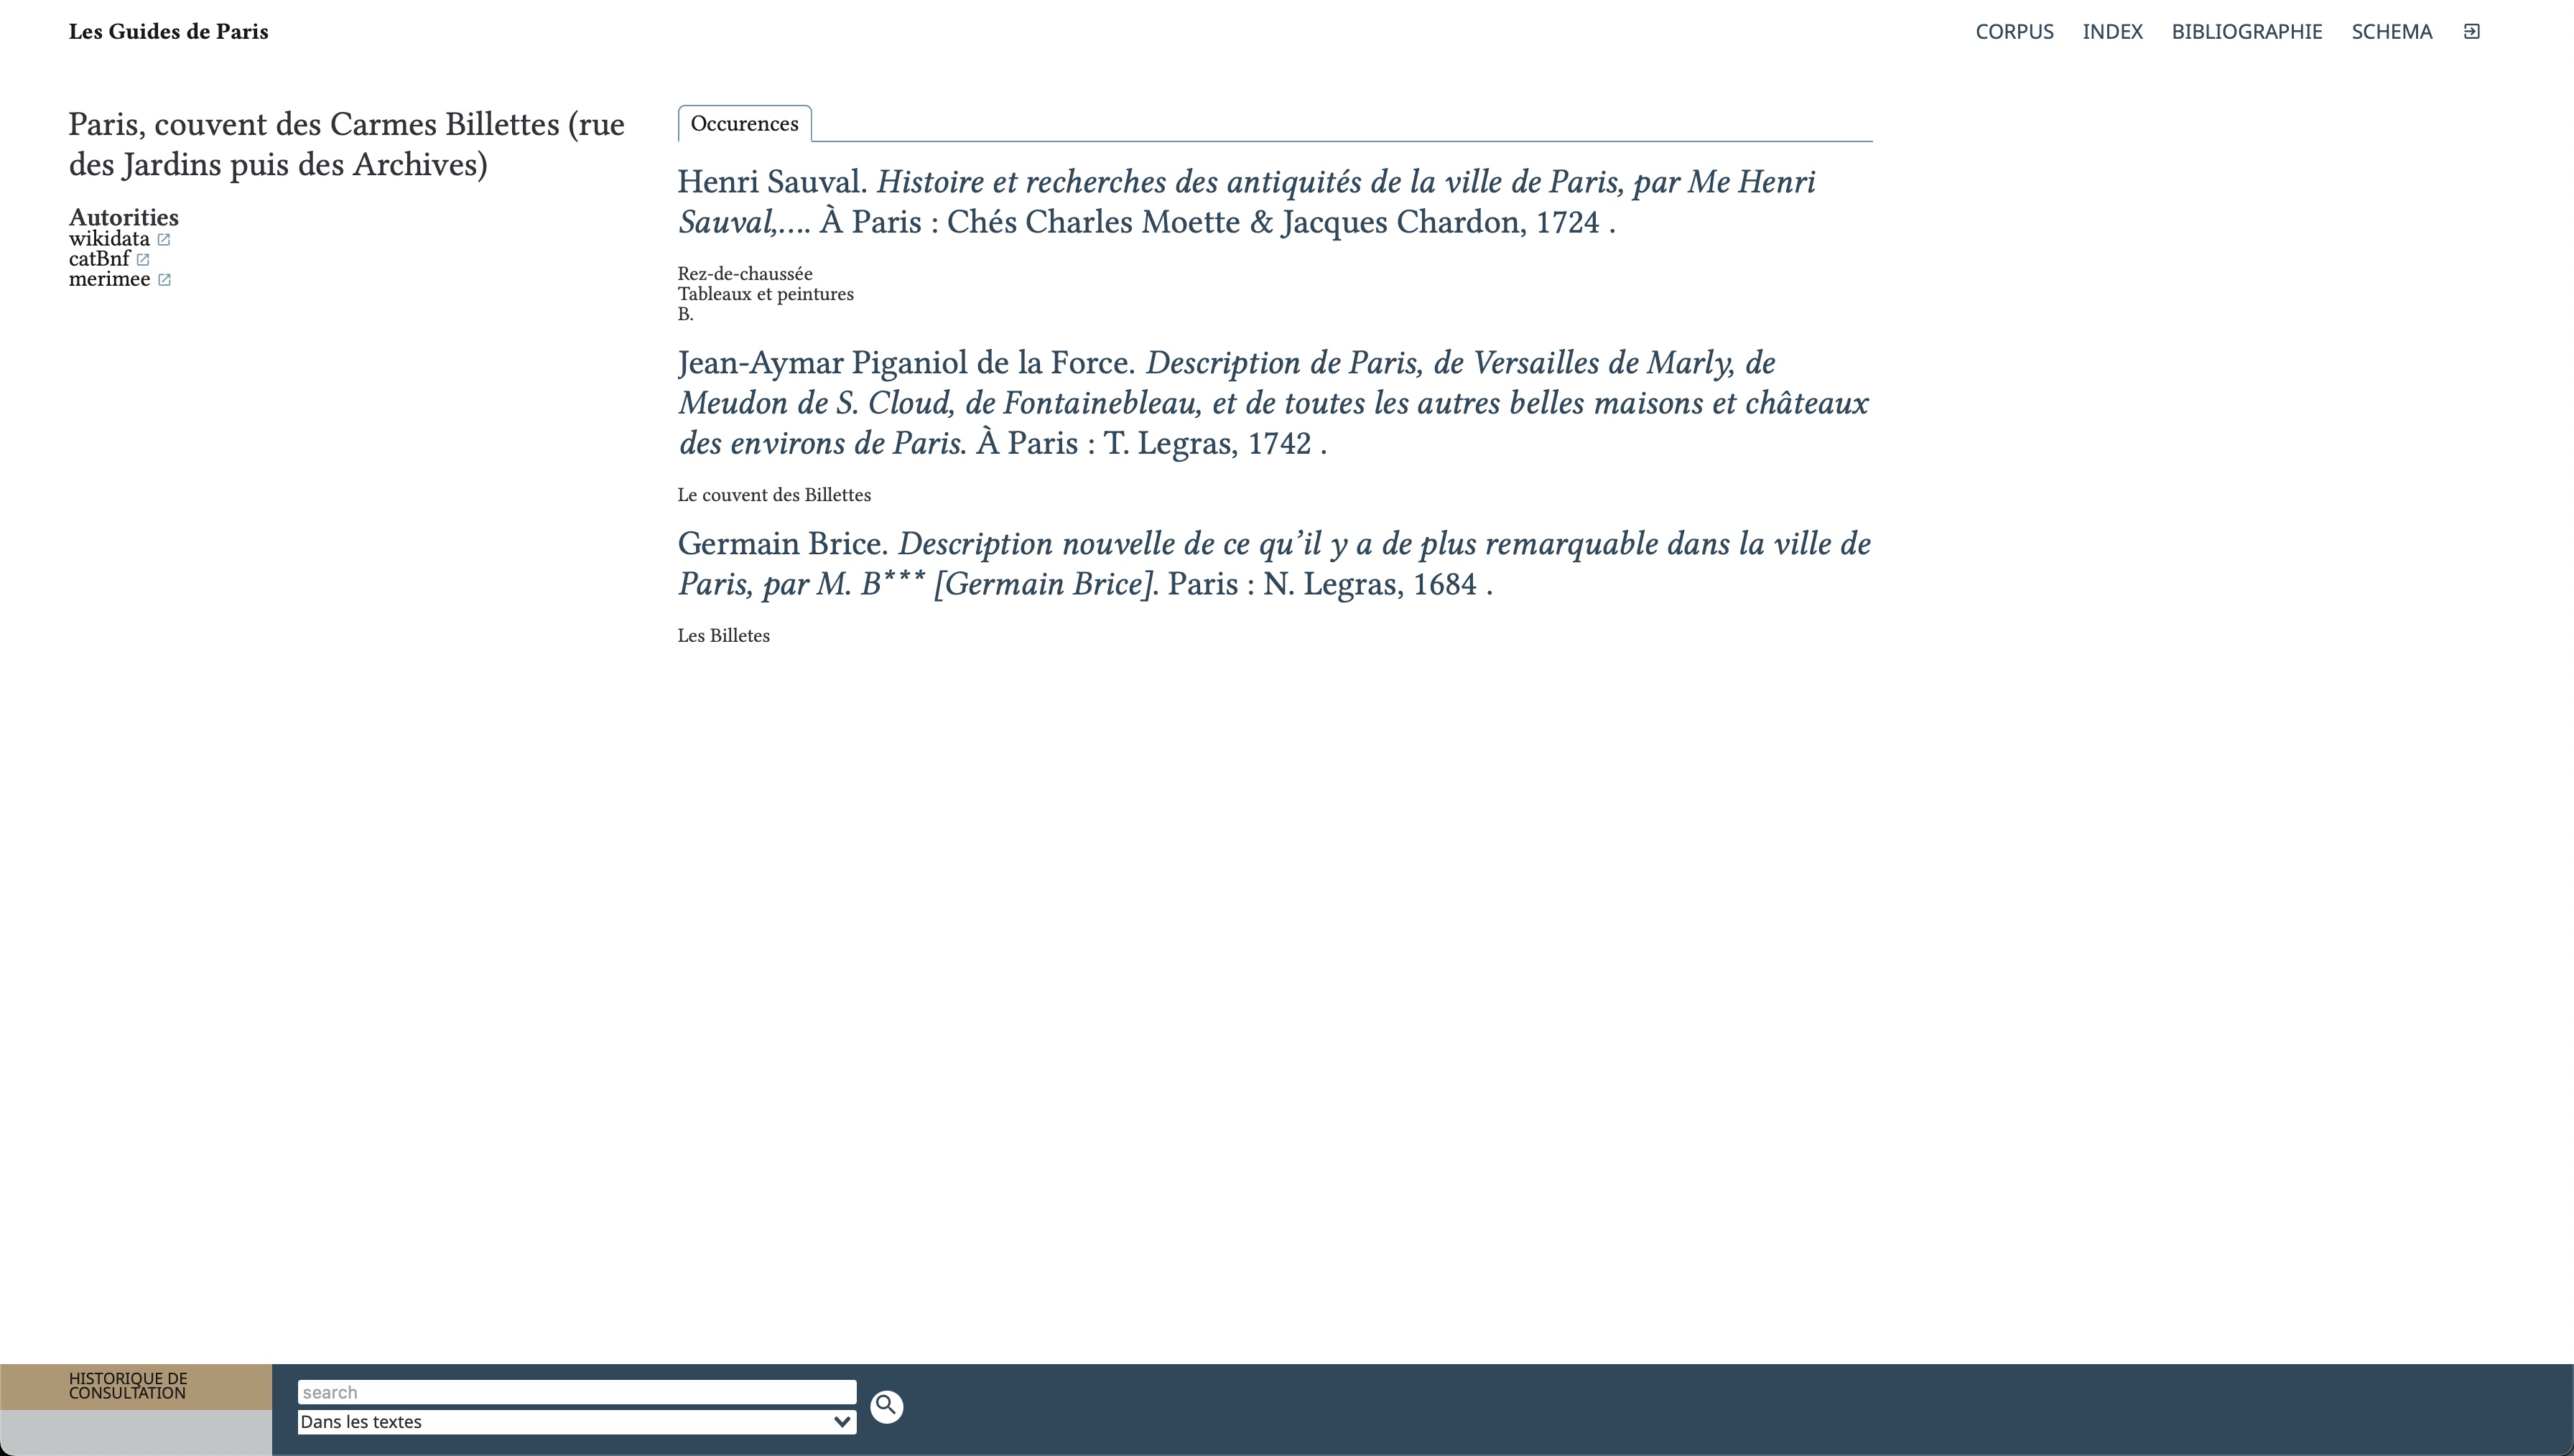 Les Guides de Paris
CORPUS INDEX BIBLIOGRAPHIE SCHEMA
Paris, couvent des Carmes Billettes (rue
des Jardins puis des Archives)
Autorities
wikidata
catBnf
merimee
Occurences
Henri Sauval. Histoire et recherches des antiquités de la ville de Paris, par Me Henri
Sauval,…. À Paris : Chés Charles Moette & Jacques Chardon, 1724 .
Rez-de-chaussée
Tableaux et peintures
B.
Jean-Aymar Piganiol de la Force. Description de Paris, de Versailles de Marly, de
Meudon de S. Cloud, de Fontainebleau, et de toutes les autres belles maisons et châteaux
des environs de Paris. À Paris : T. Legras, 1742 .
Le couvent des Billettes
Germain Brice. Description nouvelle de ce qu’il y a de plus remarquable dans la ville de
Paris, par M. B*** [Germain Brice]. Paris : N. Legras, 1684 .
Les Billetes
HISTORIQUE DE
CONSULTATION
search
Dans les textes